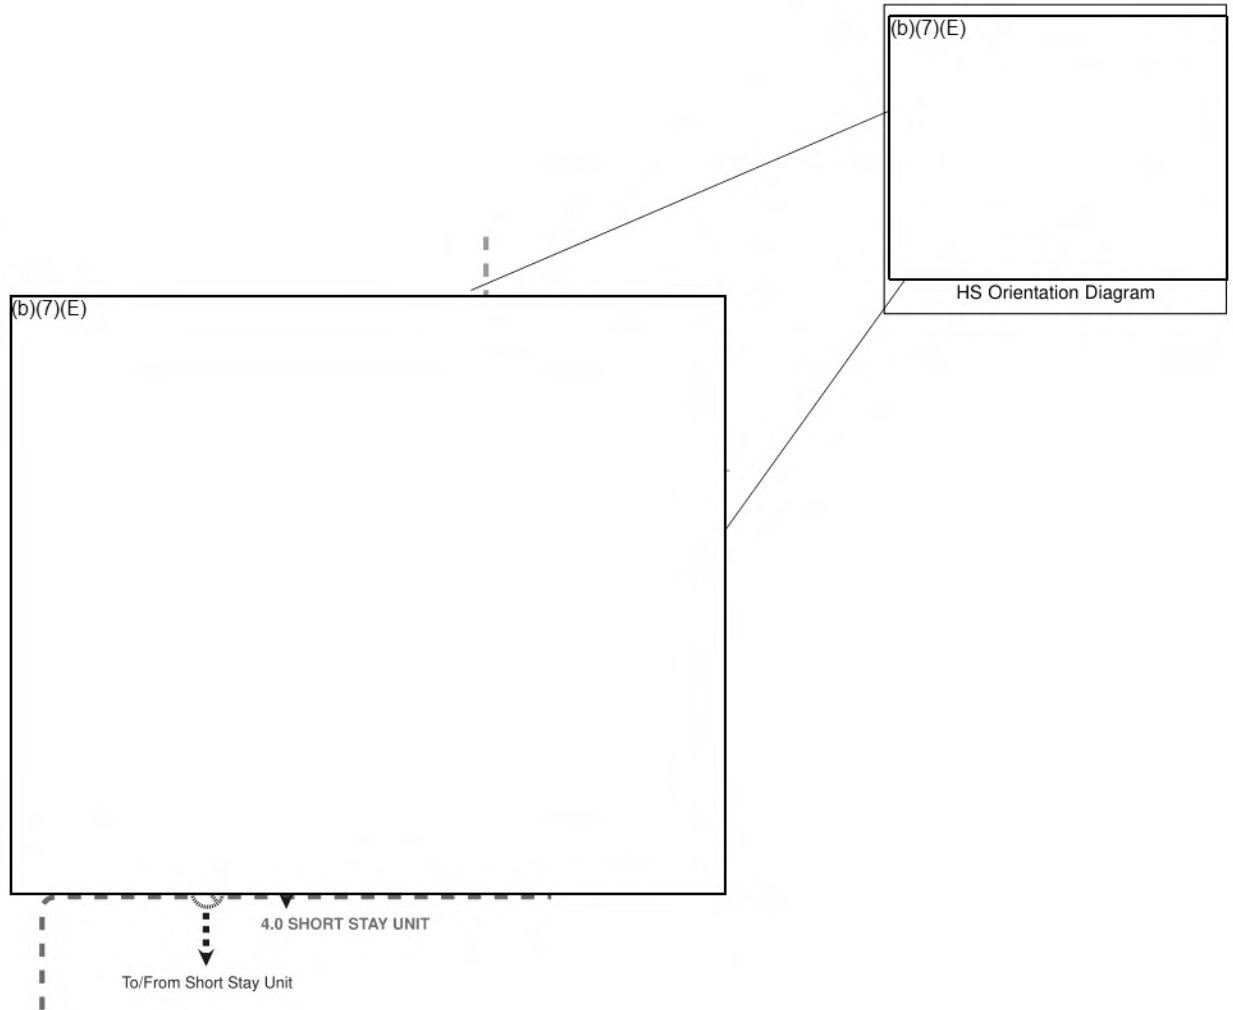 (b)(7)(E)
HS Orientation Diagram
(b)(7)(E)
4.0 SHORT STAY UNIT
To/From Short Stay Unit